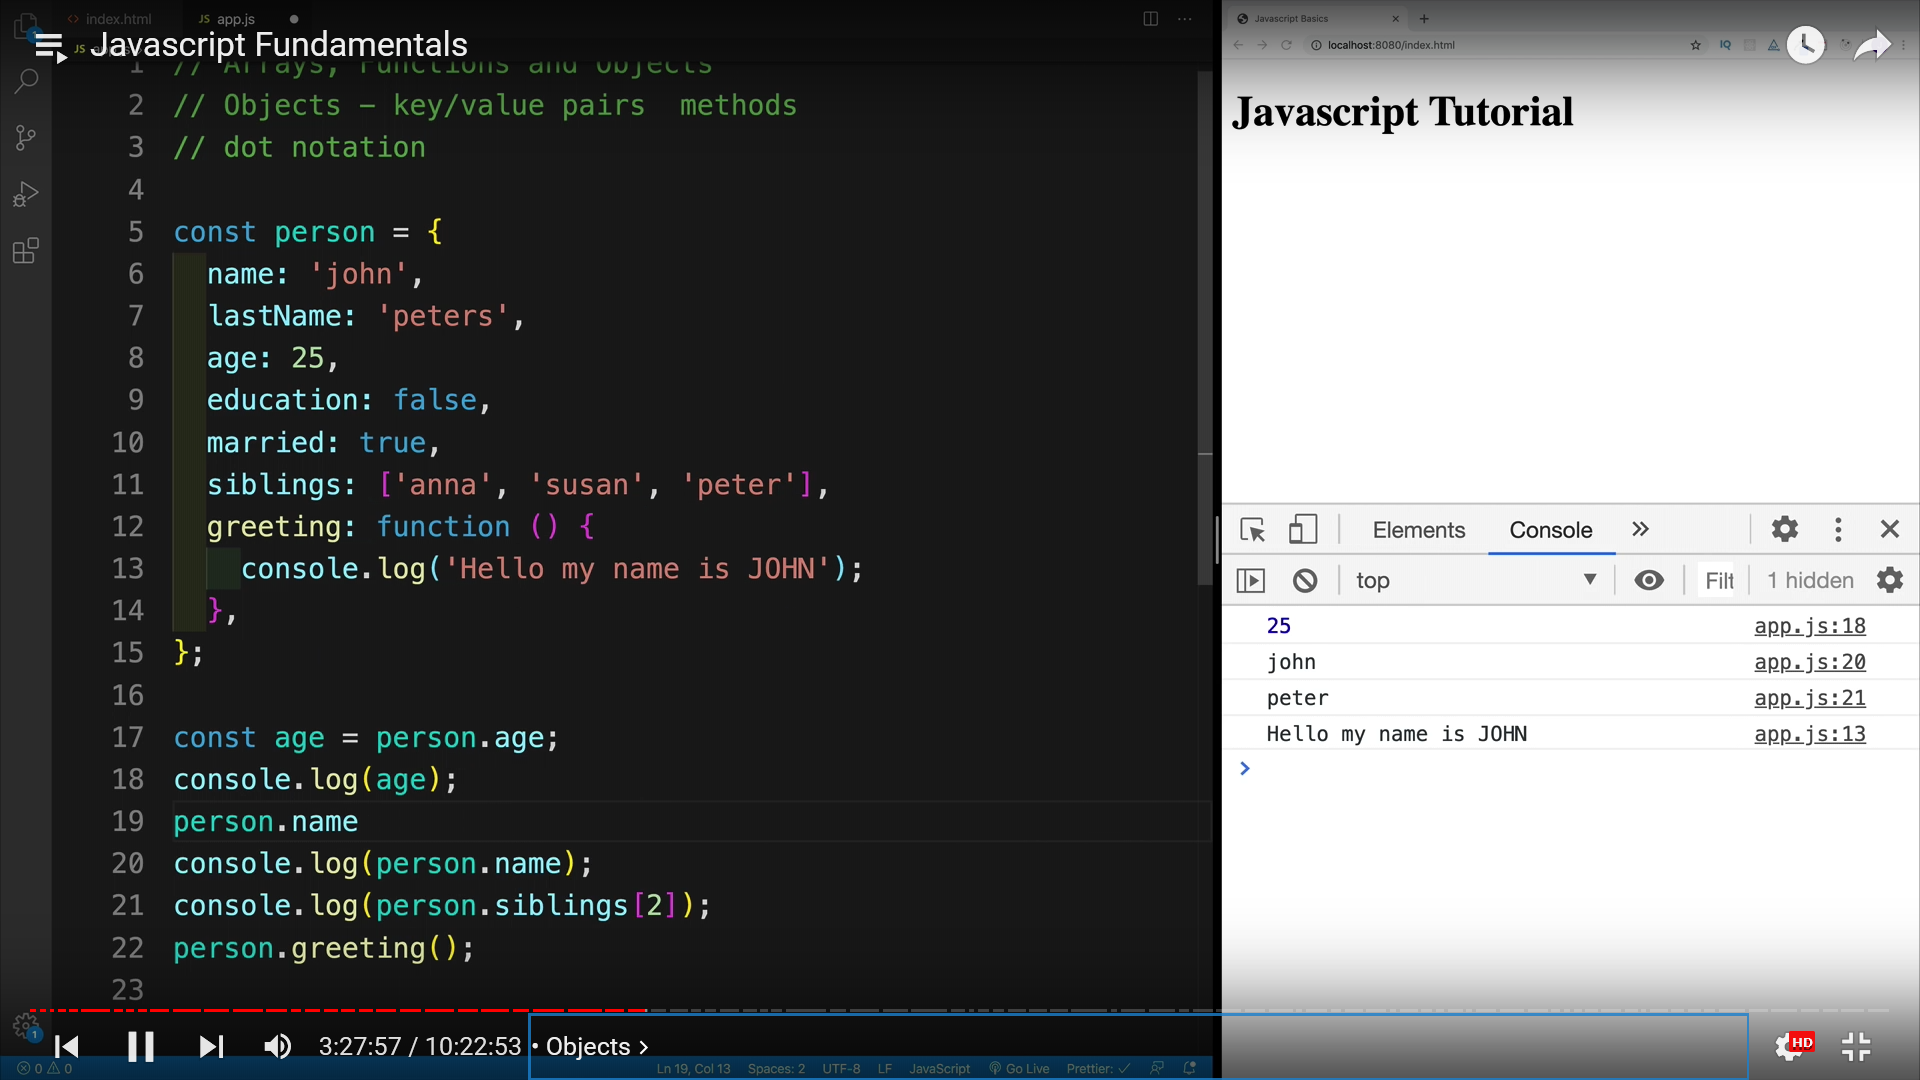 index.html
JS app.js
Javascript Fundamentals
1 // Arrays, Functions and Objects
2 // Objects – key/value pairs  methods
3 // dot notation
4
5 const person = {
6 name: 'john',
7 lastName: 'peters',
8 age: 25,
9 education: false,
10 married: true,
11 siblings: ['anna', 'susan', 'peter'],
12 greeting: function () {
13 console.log('Hello my name is JOHN');
14 },
15 };
16
17 const age = person.age;
18 console.log(age);
19 person.name
20 console.log(person.name);
21 console.log(person.siblings[2]);
22 person.greeting();
23
3:27:57 / 10:22:53 • Objects
HD
0 0 Ln 19, Col 13 Spaces: 2 UTF-8 LF JavaScript Go Live Prettier: ✓
1
Javascript Basics
localhost:8080/index.html
IQ
Javascript Tutorial
Elements Console
top Filt 1 hidden
25 app.js:18
john app.js:20
peter app.js:21
Hello my name is JOHN app.js:13